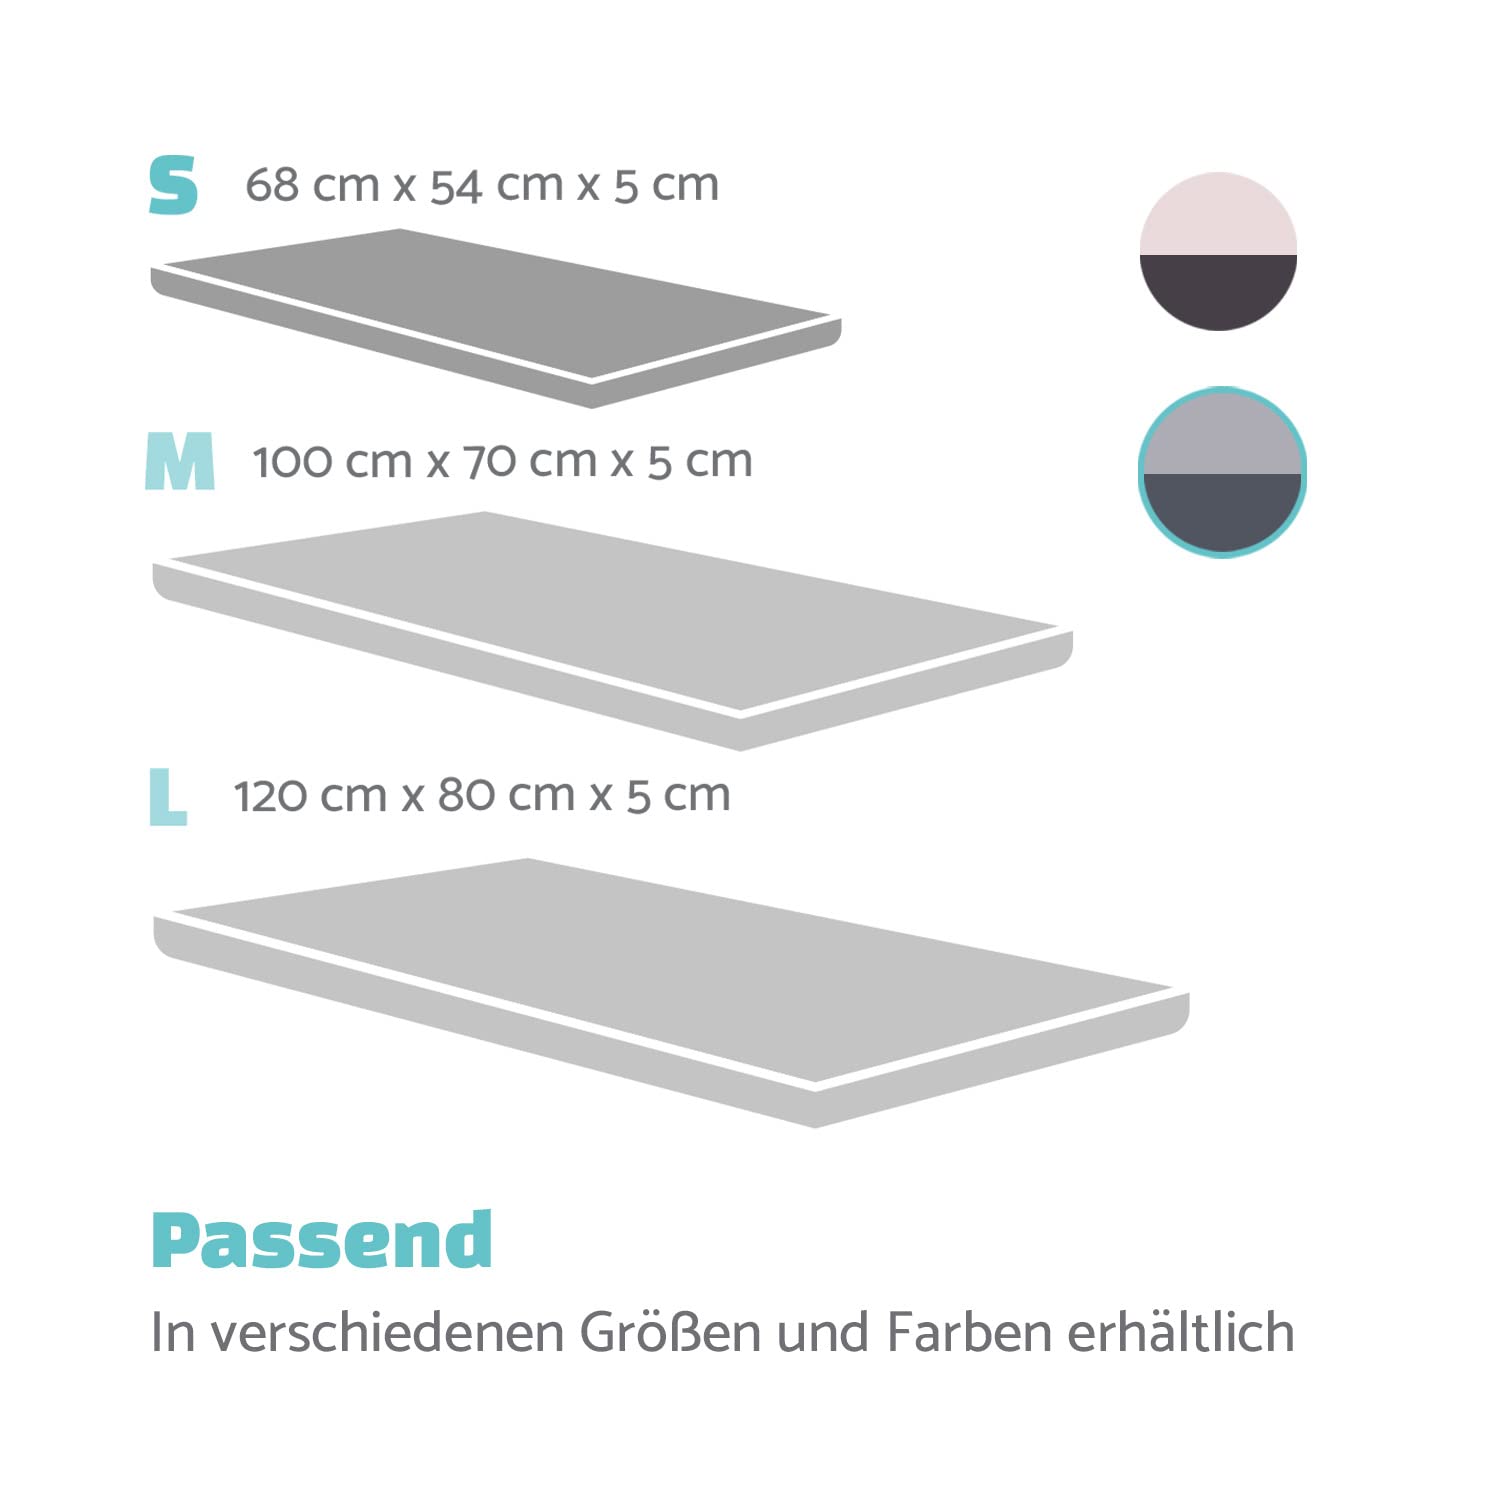 S 68 cm x 54 cm x 5 cm
M 100 cm x 70 cm x 5 cm
L 120 cm x 80 cm x 5 cm
Passend
In verschiedenen Größen und Farben erhältlich